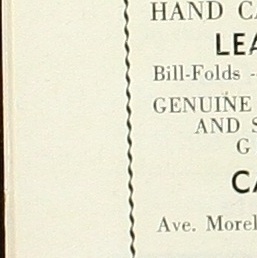 HAND CA
LEA
Bill-Folds -
GENUINE
AND S
G
CA
Ave. Morel